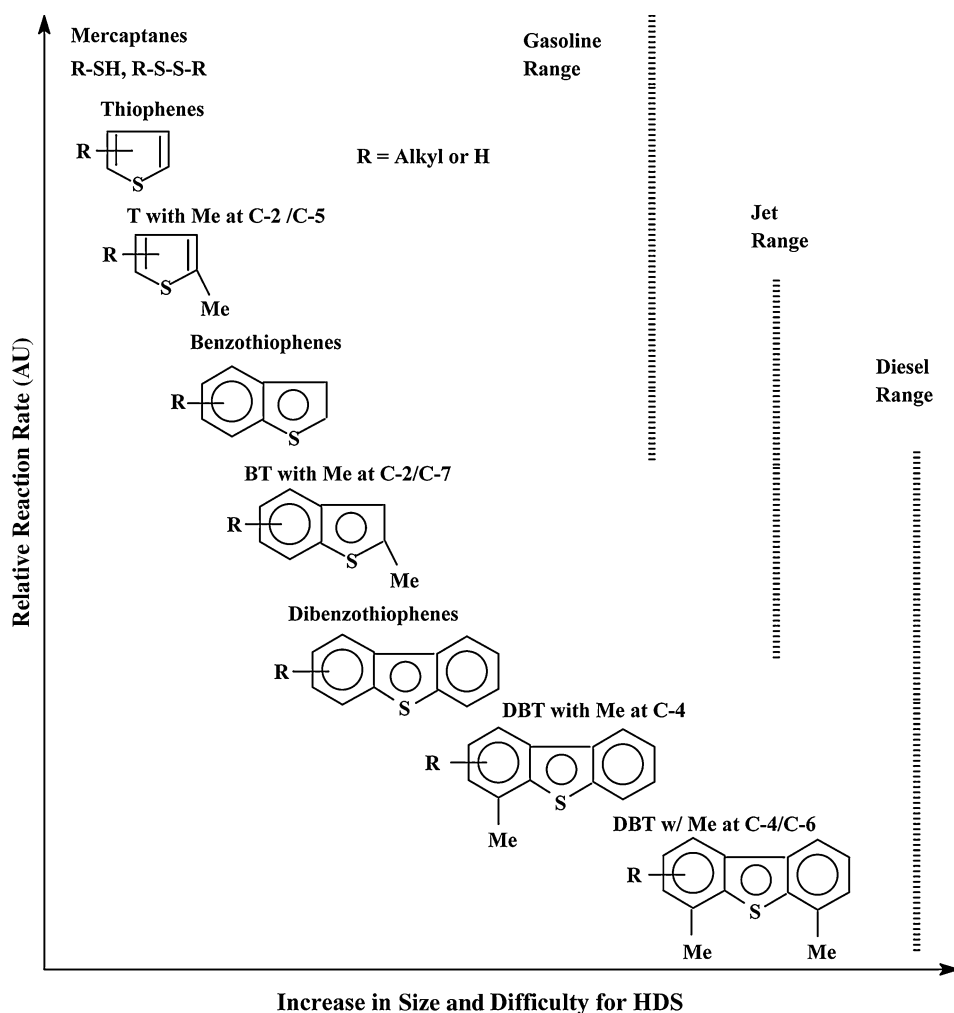 Mercaptanes
R-SH, R-S-S-R
Gasoline
Range
Thiophenes
R
S
R = Alkyl or H
T with Me at C-2 /C-5
R
S
Me
Jet
Range
Benzothiophenes
R
S
Diesel
Range
BT with Me at C-2/C-7
R
S
Me
Dibenzothiophenes
R
S
DBT with Me at C-4
R
S
Me
DBT w/ Me at C-4/C-6
R
S
Me
Me
Relative Reaction Rate (AU)
Increase in Size and Difficulty for HDS